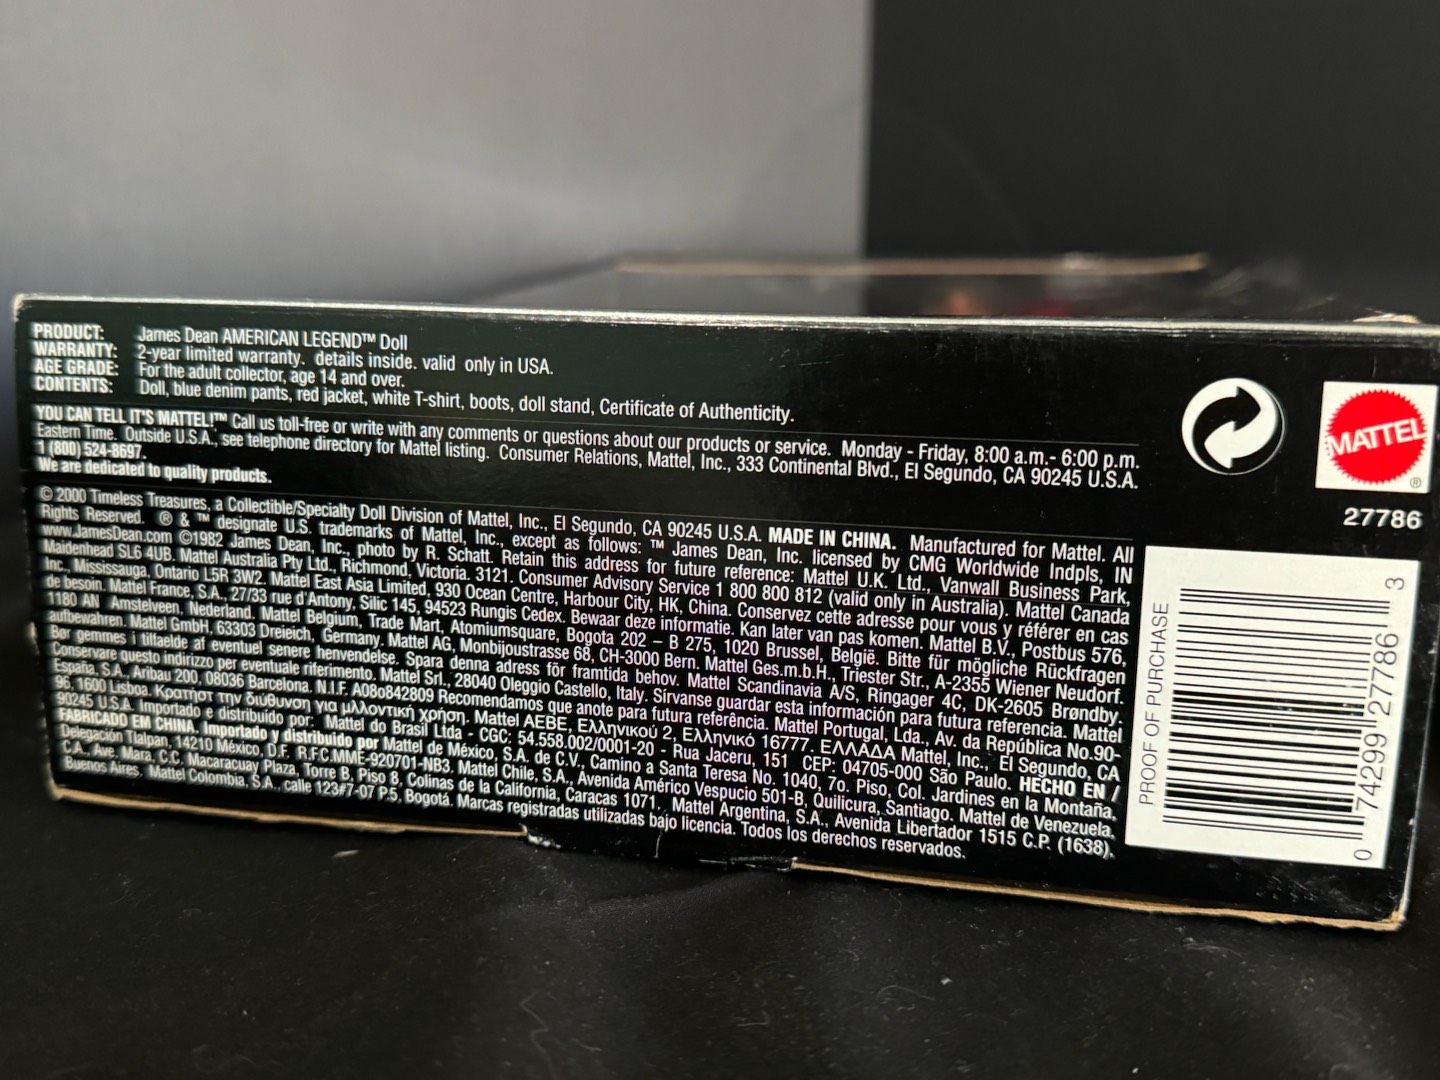 PRODUCT: James Dean AMERICAN LEGEND™ Doll
WARRANTY: 2-year limited warranty. details inside. valid only in USA.
AGE GRADE: For the adult collector, age 14 and over.
CONTENTS: Doll, blue denim pants, red jacket, white T-shirt, boots, doll stand, Certificate of Authenticity.
YOU CAN TELL IT'S MATTEL!™ Call us toll-free or write with any comments or questions about our products or service. Monday - Friday, 8:00 a.m.- 6:00 p.m.
Eastern Time. Outside U.S.A., see telephone directory for Mattel listing. Consumer Relations, Mattel, Inc., 333 Continental Blvd., El Segundo, CA 90245 U.S.A.
1 (800) 524-8697.
We are dedicated to quality products.
© 2000 Timeless Treasures, a Collectible/Specialty Doll Division of Mattel, Inc., El Segundo, CA 90245 U.S.A. MADE IN CHINA. Manufactured for Mattel. All
Rights Reserved. ® & ™ designate U.S. trademarks of Mattel, Inc., except as follows: ™ James Dean, Inc. licensed by CMG Worldwide Indpls, IN
www.JamesDean.com ©1982 James Dean, Inc., photo by R. Schatt. Retain this address for future reference: Mattel U.K. Ltd., Vanwall Business Park,
Maidenhead SL6 4UB. Mattel Australia Pty Ltd., Richmond, Victoria. 3121. Consumer Advisory Service 1 800 800 812 (valid only in Australia). Mattel Canada
Inc., Mississauga, Ontario L5R 3W2. Mattel East Asia Limited, 930 Ocean Centre, Harbour City, HK, China. Conservez cette adresse pour vous y référer en cas
de besoin. Mattel France, S.A., 27/33 rue d'Antony, Silic 145, 94523 Rungis Cedex. Bewaar deze informatie. Kan later van pas komen. Mattel B.V., Postbus 576,
1180 AN Amstelveen, Nederland. Mattel Belgium, Trade Mart, Atomiumsquare, Bogota 202 – B 275, 1020 Brussel, België. Bitte für mögliche Rückfragen
aufbewahren. Mattel GmbH, 63303 Dreieich, Germany. Mattel AG, Monbijoustrasse 68, CH-3000 Bern. Mattel Ges.m.b.H., Triester Str., A-2355 Wiener Neudorf.
Bør gemmes i tilfælde af eventuel senere henvendelse. Spara denna adress för framtida behov. Mattel Scandinavia A/S, Ringager 4C, DK-2605 Brøndby.
Conservare questo indirizzo per eventuale riferimento. Mattel Srl., 28040 Oleggio Castello, Italy. Sírvanse guardar esta información para futura referencia. Mattel
España, S.A., Aribau 200, 08036 Barcelona. N.I.F. A08o842809 Recomendamos que anote para futura referência. Mattel Portugal, Lda., Av. da República No.90-
96, 1600 Lisboa. Κρατήστ την διύθυνση για μλλοντική χρήση. Mattel AEBE, Ελληνικού 2, Ελληνικό 16777. ΕΛΛΑΔΑ Mattel, Inc., El Segundo, CA
90245 U.S.A. Importado e distribuído por: Mattel do Brasil Ltda - CGC: 54.558.002/0001-20 - Rua Jaceru, 151 CEP: 04705-000 São Paulo. HECHO EN /
FABRICADO EM CHINA. Importado y distribuido por Mattel de México, S.A. de C.V., Camino a Santa Teresa No. 1040, 7o. Piso, Col. Jardines en la Montaña,
Delegación Tlalpan, 14210 México, D.F. R.F.C.MME-920701-NB3. Mattel Chile, S.A., Avenida Américo Vespucio 501-B, Quilicura, Santiago. Mattel de Venezuela,
C.A., Ave. Mara, C.C. Macaracuay Plaza, Torre B, Piso 8, Colinas de la California, Caracas 1071., Mattel Argentina, S.A., Avenida Libertador 1515 C.P. (1638),
Buenos Aires. Mattel Colombia, S.A., calle 123#7-07 P.5, Bogotá. Marcas registradas utilizadas bajo licencia. Todos los derechos reservados.
MATTEL®
27786
PROOF OF PURCHASE
0 74299 27786 3